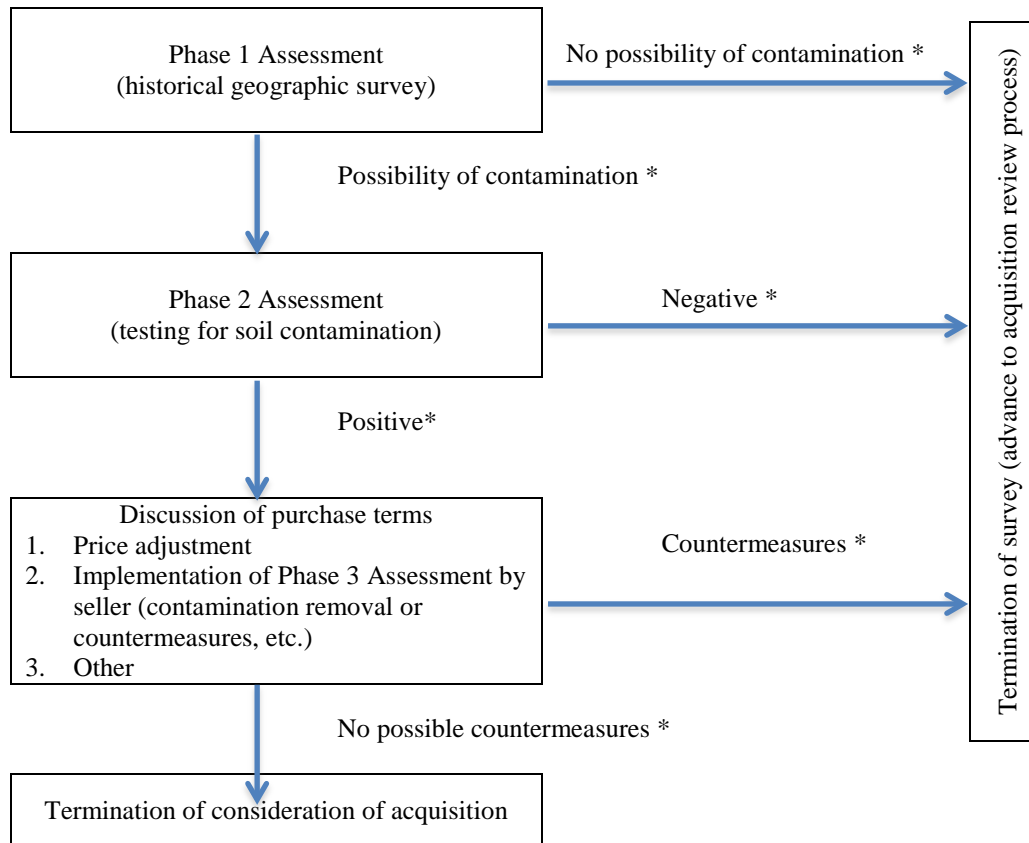 Phase 1 Assessment
(historical geographic survey)
No possibility of contamination *
Possibility of contamination *
Phase 2 Assessment
(testing for soil contamination)
Negative *
Positive*
Discussion of purchase terms
1. Price adjustment
2. Implementation of Phase 3 Assessment by
seller (contamination removal or
countermeasures, etc.)
3. Other
Countermeasures *
No possible countermeasures *
Termination of consideration of acquisition
Termination of survey (advance to acquisition review process)